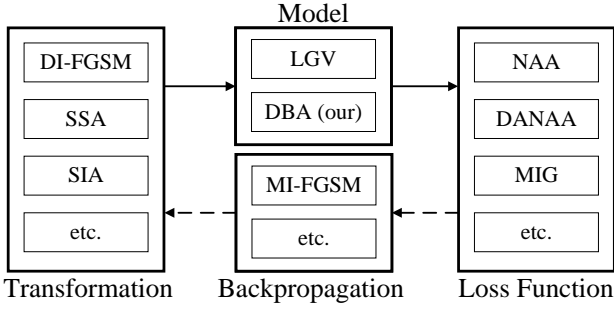 Model
DI-FGSM
SSA
SIA
etc.
Transformation
LGV
DBA (our)
MI-FGSM
etc.
Backpropagation
NAA
DANAA
MIG
etc.
Loss Function